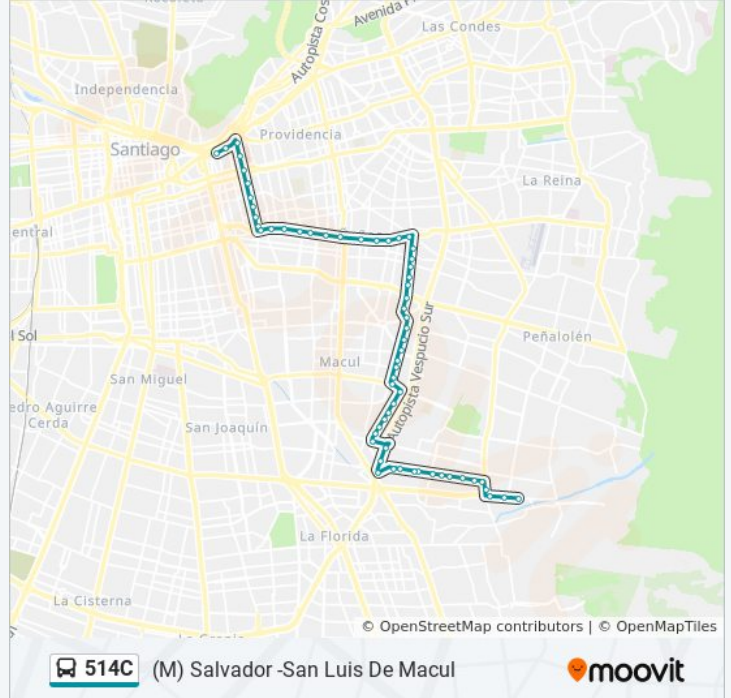 Autopista Cos
Avenida
Las Condes
Independencia
Providencia
Santiago
La Reina
entral
l Sol
Autopista Vespucio Sur
Peñalolén
Macul
San Miguel
edro Aguirre
Cerda
San Joaquín
La Florida
La Cisterna
© OpenStreetMap contributors | © OpenMapTiles
514C (M) Salvador -San Luis De Macul
moovit